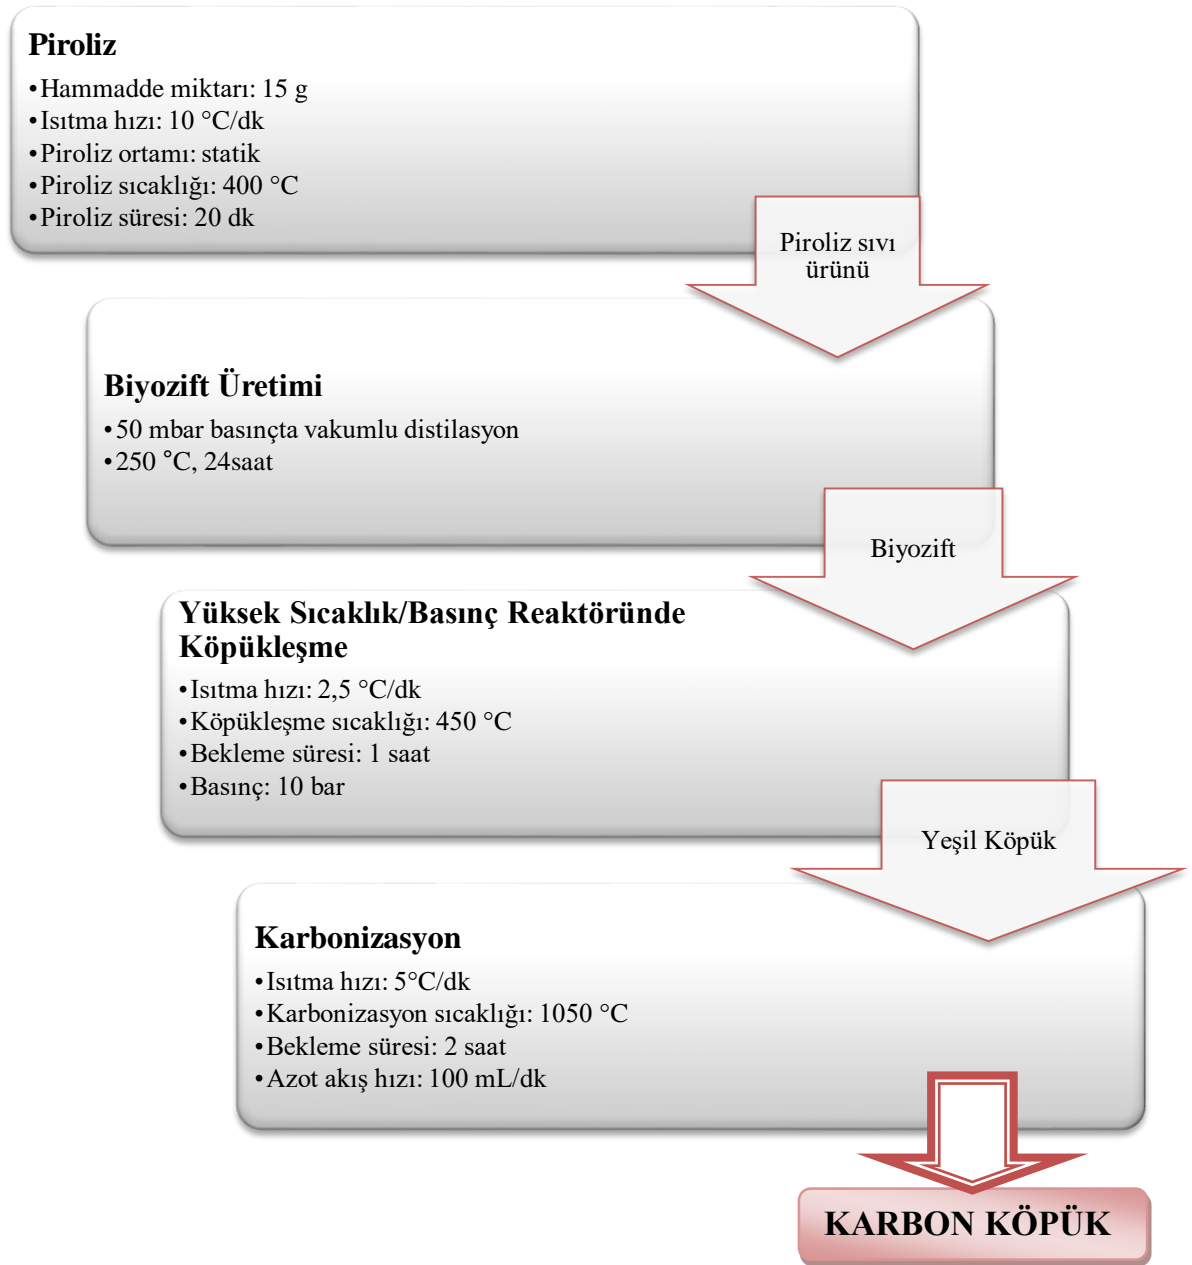 Piroliz
•Hammadde miktarı: 15 g
•Isıtma hızı: 10 °C/dk
•Piroliz ortamı: statik
•Piroliz sıcaklığı: 400 °C
•Piroliz süresi: 20 dk
Piroliz sıvı
ürünü
Biyozift Üretimi
•50 mbar basınçta vakumlu distilasyon
•250 °C, 24saat
Biyozift
Yüksek Sıcaklık/Basınç Reaktöründe
Köpükleşme
•Isıtma hızı: 2,5 °C/dk
•Köpükleşme sıcaklığı: 450 °C
•Bekleme süresi: 1 saat
•Basınç: 10 bar
Yeşil Köpük
Karbonizasyon
•Isıtma hızı: 5°C/dk
•Karbonizasyon sıcaklığı: 1050 °C
•Bekleme süresi: 2 saat
•Azot akış hızı: 100 mL/dk
KARBON KÖPÜK